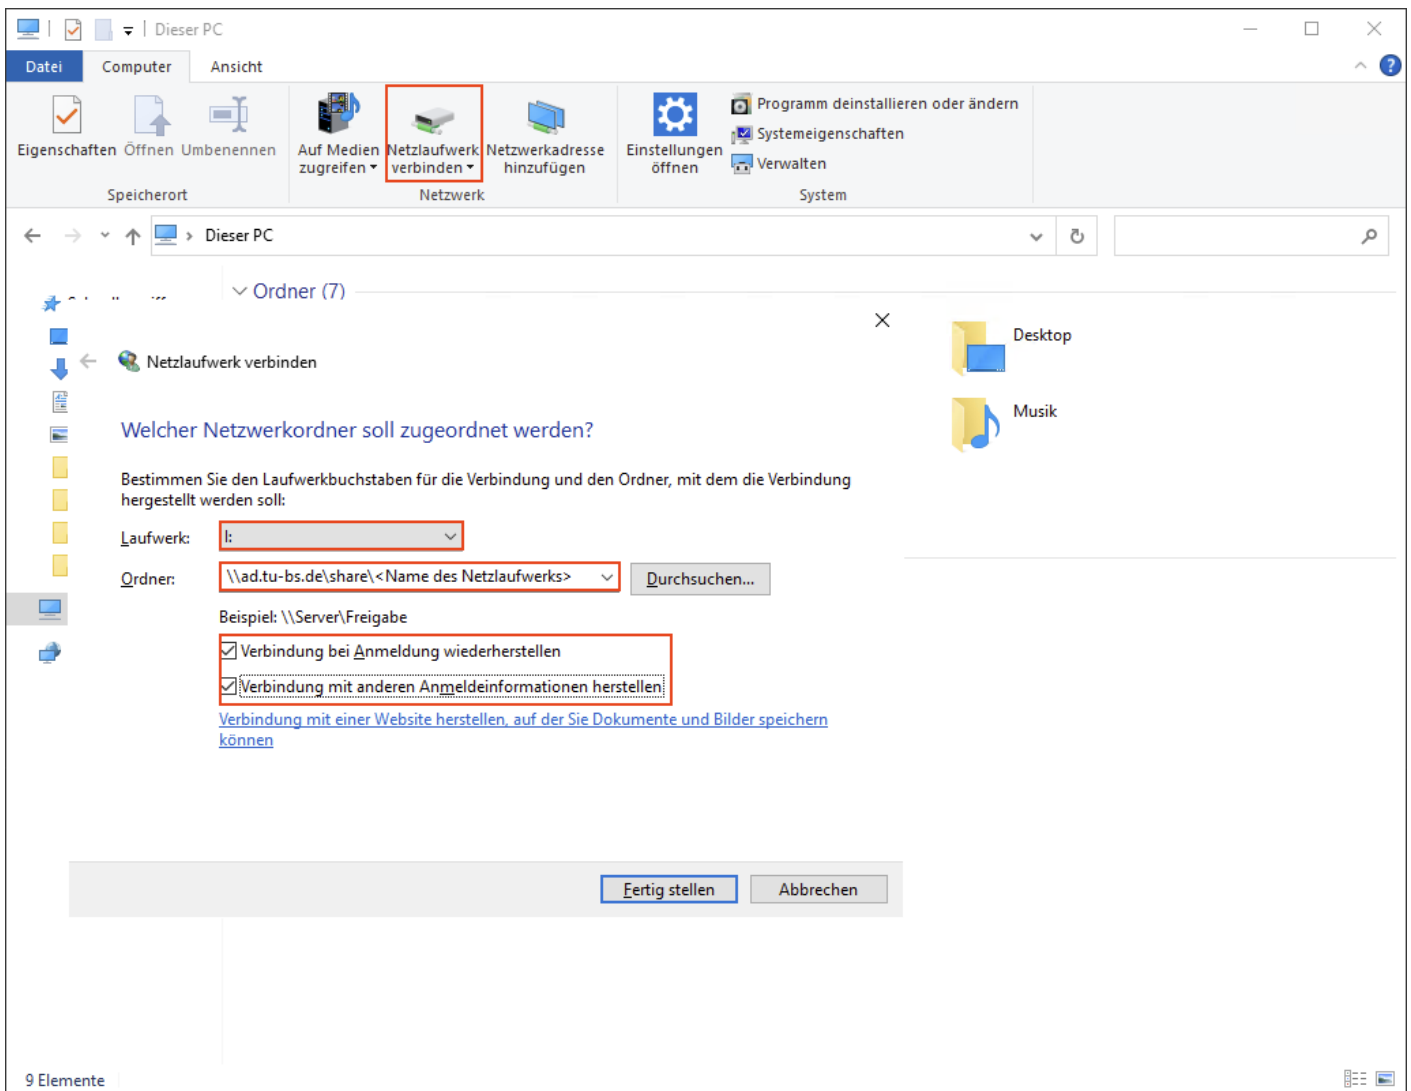 Dieser PC
Datei Computer Ansicht
Eigenschaften Öffnen Umbenennen
Auf Medien zugreifen
Netzlaufwerk verbinden
Netzwerkadresse hinzufügen
Einstellungen öffnen
Programm deinstallieren oder ändern
Systemeigenschaften
Verwalten
Speicherort Netzwerk System
Dieser PC
Ordner (7)
Desktop
Musik
Netzlaufwerk verbinden
Welcher Netzwerkordner soll zugeordnet werden?
Bestimmen Sie den Laufwerkbuchstaben für die Verbindung und den Ordner, mit dem die Verbindung
hergestellt werden soll:
Laufwerk: I:
Ordner: \\ad.tu-bs.de\share\<Name des Netzlaufwerks> Durchsuchen...
Beispiel: \\Server\Freigabe
Verbindung bei Anmeldung wiederherstellen
Verbindung mit anderen Anmeldeinformationen herstellen
Verbindung mit einer Website herstellen, auf der Sie Dokumente und Bilder speichern
können
Fertig stellen Abbrechen
9 Elemente